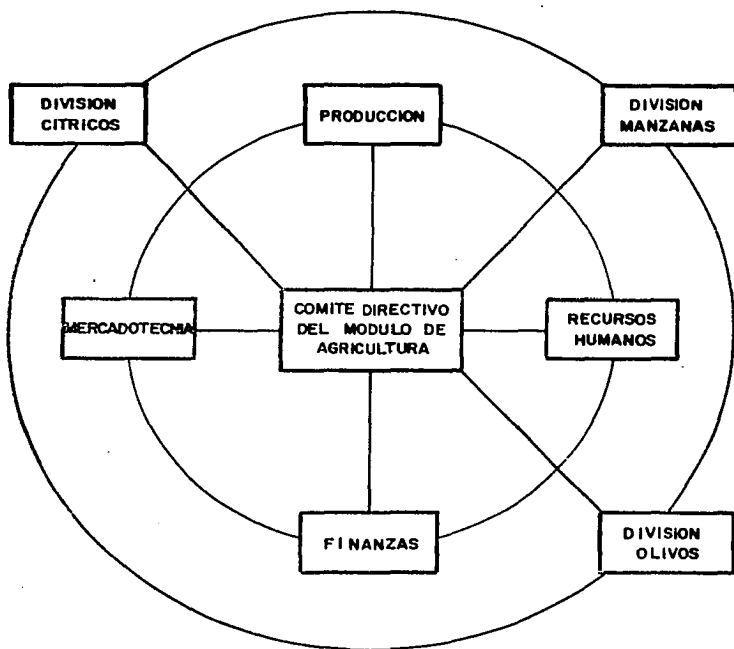 DIVISION
CITRICOS
PRODUCCION
DIVISION
MANZANAS
MERCADOTECNIA
COMITE DIRECTIVO
DEL MODULO DE
AGRICULTURA
RECURSOS
HUMANOS
FINANZAS
DIVISION
OLIVOS